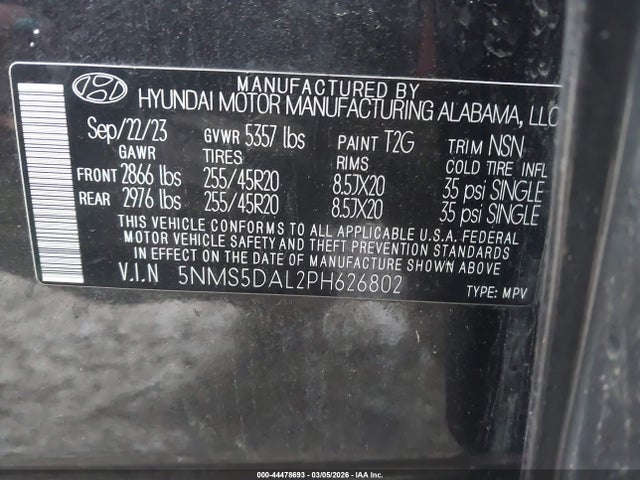 MANUFACTURED BY
HYUNDAI MOTOR MANUFACTURING ALABAMA, LLC
Sep/22/23 GVWR 5357 lbs PAINT T2G TRIM NSN
GAWR TIRES RIMS COLD TIRE INFL
FRONT 2866 lbs 255/45R20 8.5JX20 35 psi SINGLE
REAR 2976 lbs 255/45R20 8.5JX20 35 psi SINGLE
THIS VEHICLE CONFORMS TO ALL APPLICABLE U.S.A. FEDERAL
MOTOR VEHICLE SAFETY AND THEFT PREVENTION STANDARDS
IN EFFECT ON THE DATE OF MANUFACTURE SHOWN ABOVE
V.I.N 5NMS5DAL2PH626802
TYPE: MPV
000-44478693 - 03/05/2026 - IAA Inc.